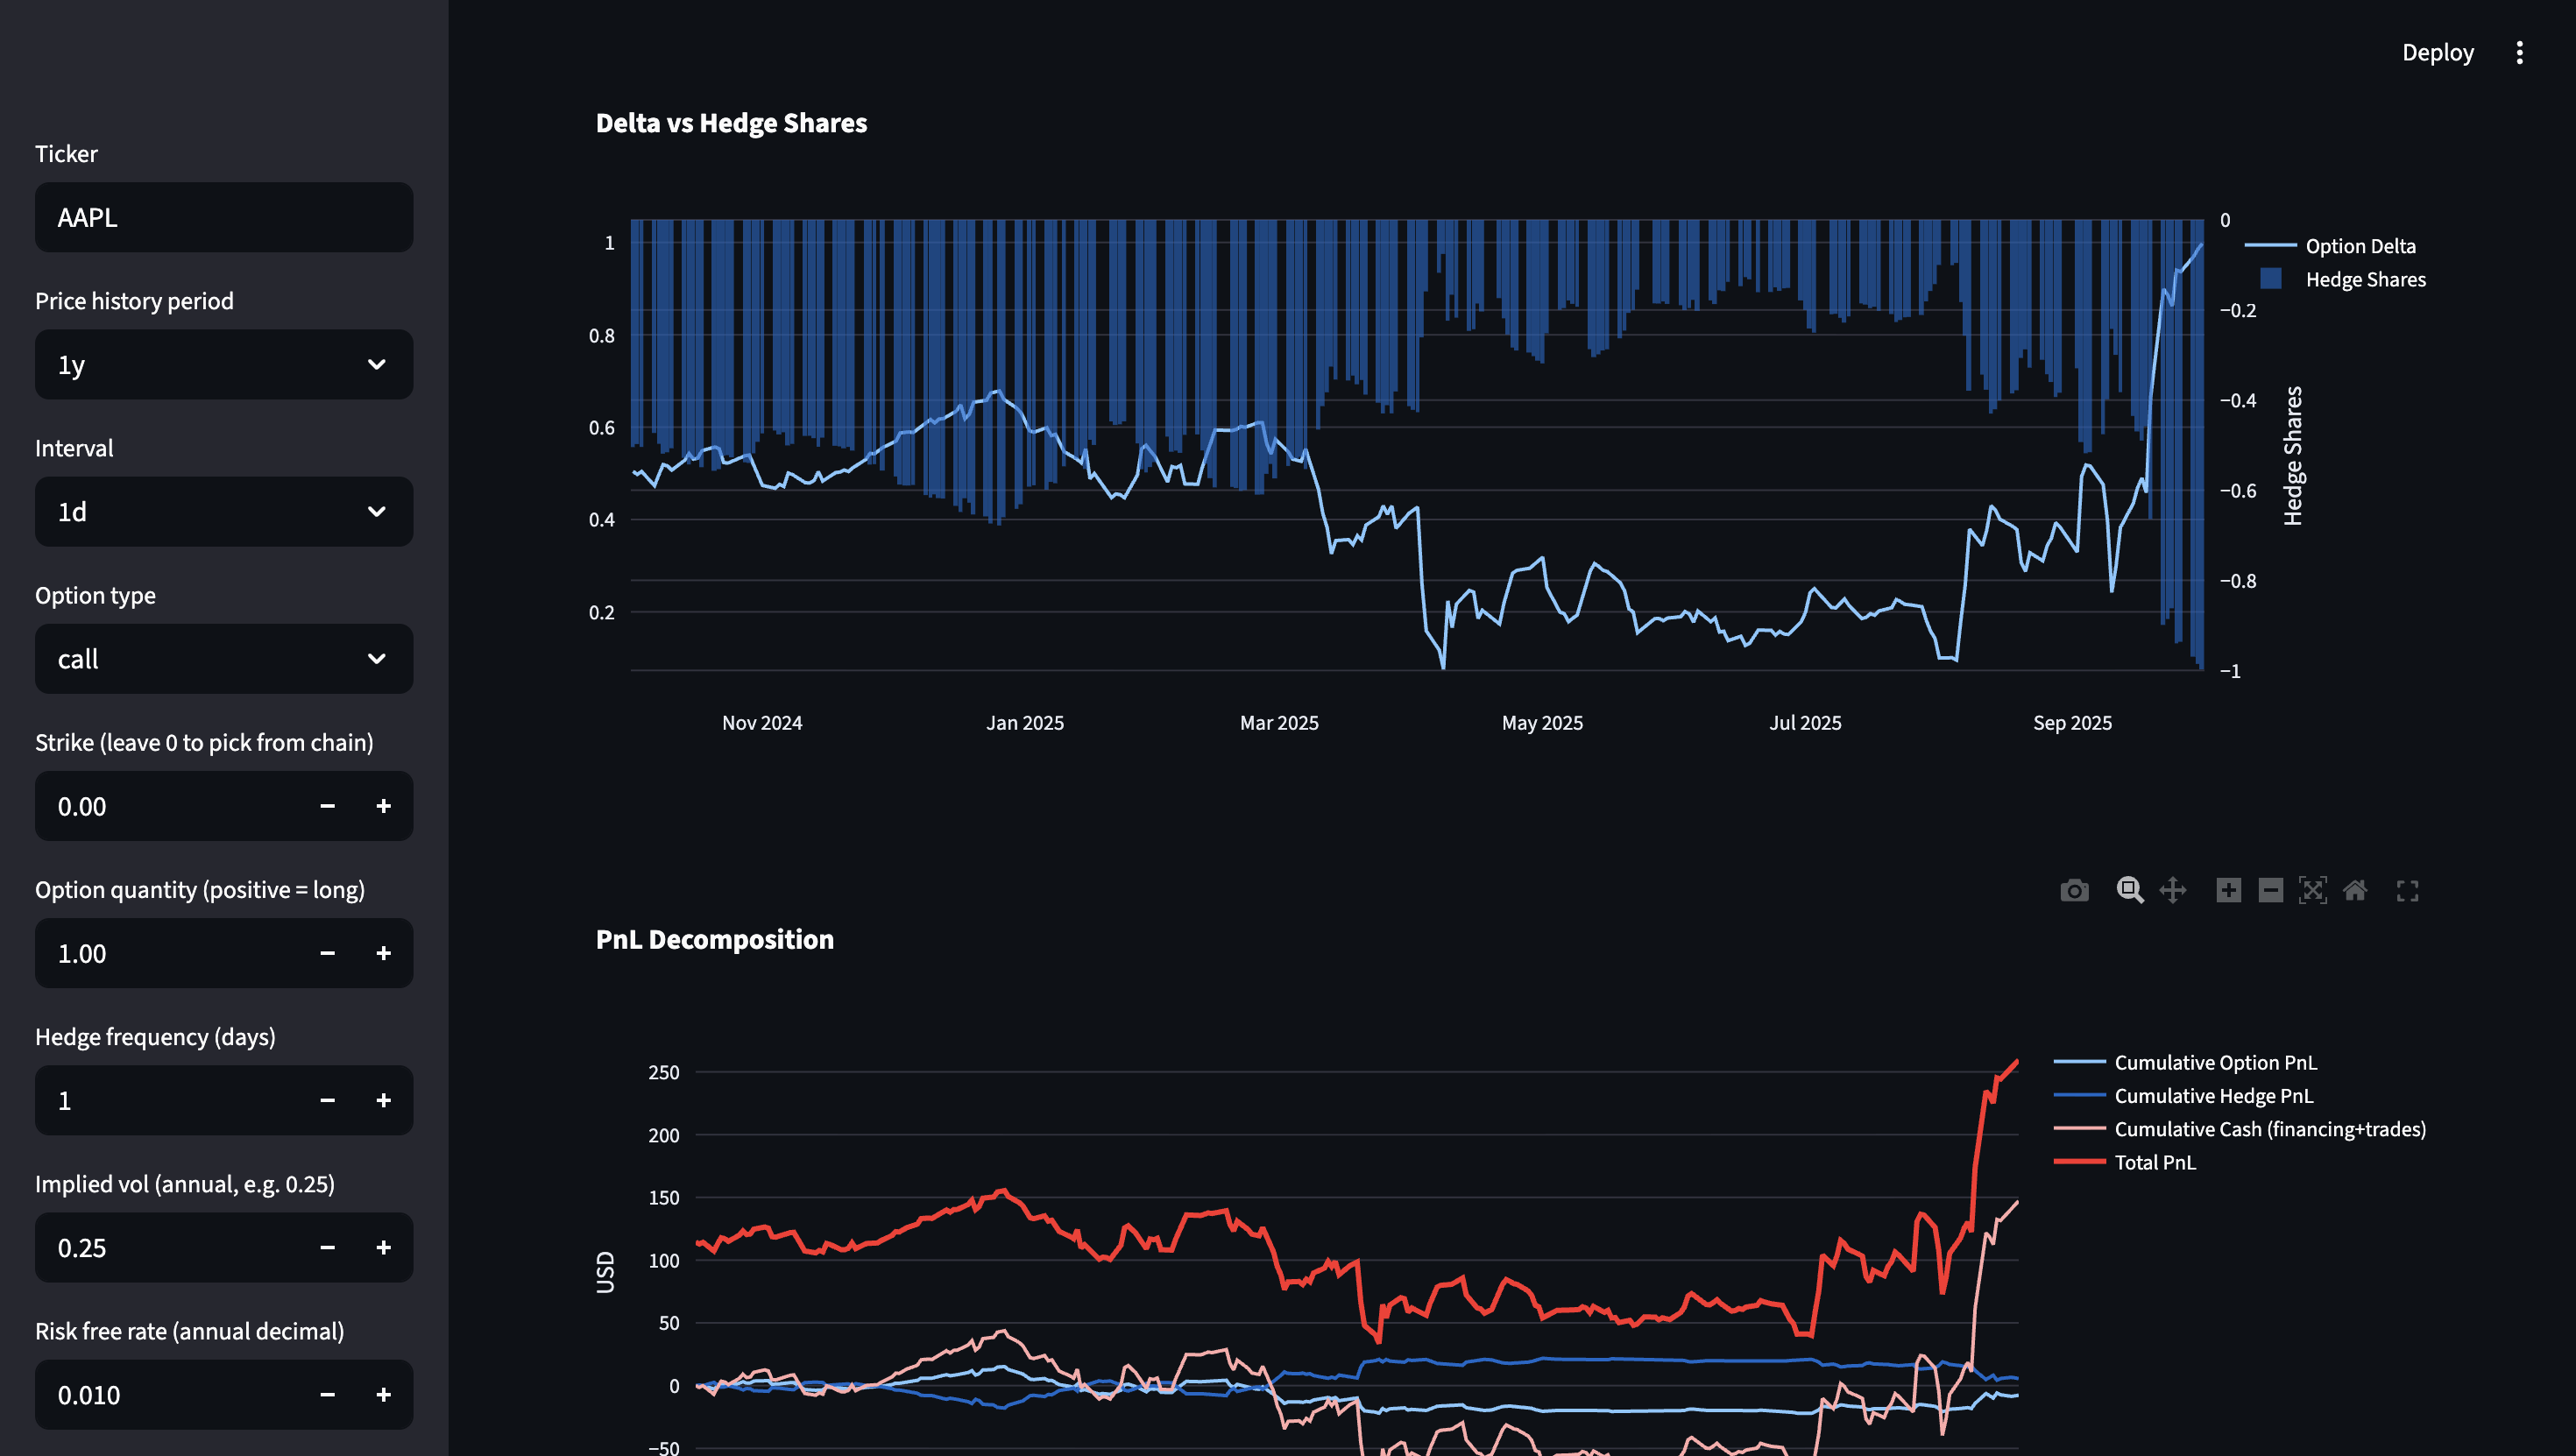 Deploy
Ticker
AAPL
Price history period
1y
Interval
1d
Option type
call
Strike (leave 0 to pick from chain)
0.00
Option quantity (positive = long)
1.00
Hedge frequency (days)
1
Implied vol (annual, e.g. 0.25)
0.25
Risk free rate (annual decimal)
0.010
Delta vs Hedge Shares
1
0.8
0.6
0.4
0.2
0
−0.2
−0.4
−0.6
−0.8
−1
Hedge Shares
Option Delta
Hedge Shares
Nov 2024
Jan 2025
Mar 2025
May 2025
Jul 2025
Sep 2025
PnL Decomposition
250
200
150
100
50
0
−50
USD
Cumulative Option PnL
Cumulative Hedge PnL
Cumulative Cash (financing+trades)
Total PnL